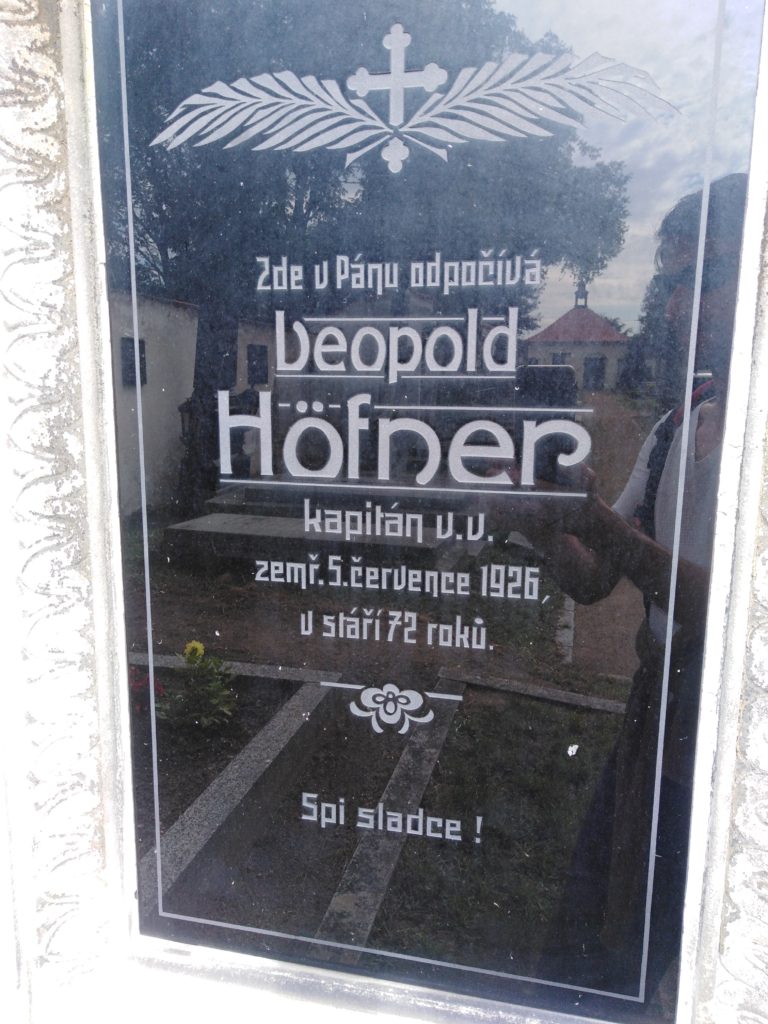 Zde v Pánu odpočívá
Leopold
Höfner
kapitán v.v.
zemř. 5. července 1926,
v stáří 72 roků.
Spi sladce !